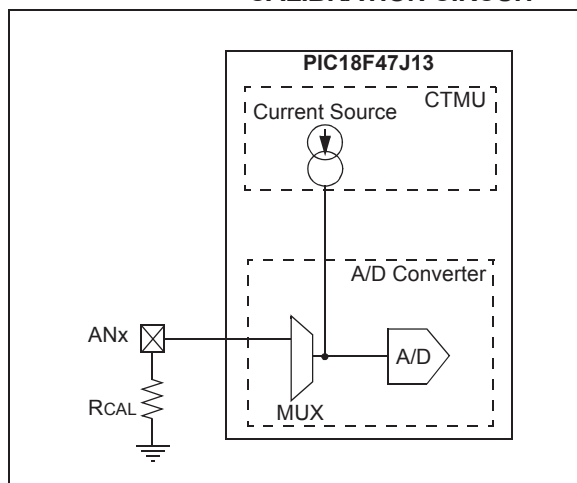 CALIBRATION CIRCUIT
PIC18F47J13
CTMU
Current Source
A/D Converter
ANx
A/D
RCAL
MUX